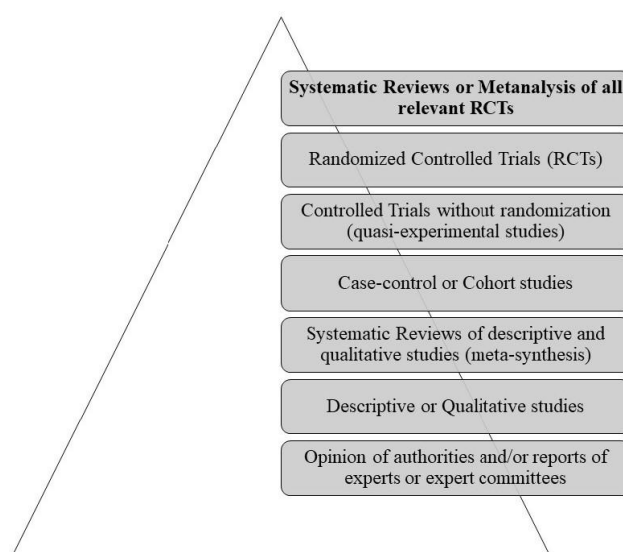 Systematic Reviews or Metanalysis of all
relevant RCTs
Randomized Controlled Trials (RCTs)
Controlled Trials without randomization
(quasi-experimental studies)
Case-control or Cohort studies
Systematic Reviews of descriptive and
qualitative studies (meta-synthesis)
Descriptive or Qualitative studies
Opinion of authorities and/or reports of
experts or expert committees